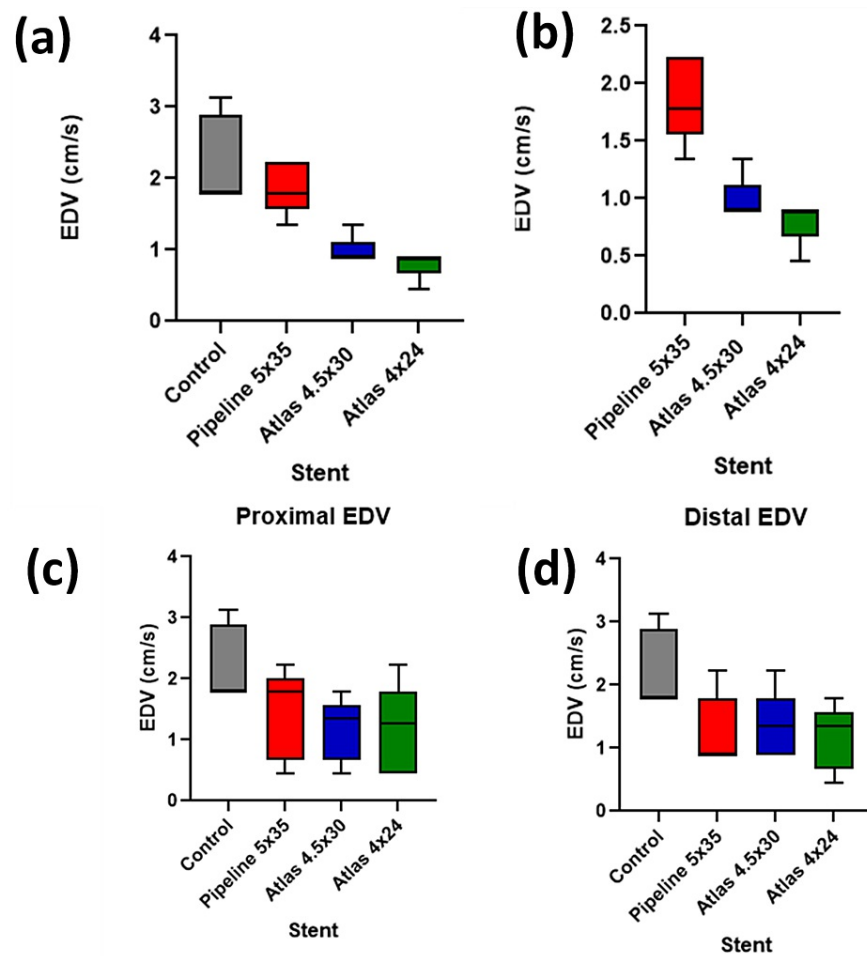 (a)
4
3
2
1
0
EDV (cm/s)
Control
Pipeline 5x35
Atlas 4.5x30
Atlas 4x24
Stent
(b)
2.5
2.0
1.5
1.0
0.5
0.0
EDV (cm/s)
Pipeline 5x35
Atlas 4.5x30
Atlas 4x24
Stent
Proximal EDV
(c)
4
3
2
1
0
EDV (cm/s)
Control
Pipeline 5x35
Atlas 4.5x30
Atlas 4x24
Stent
Distal EDV
(d)
4
3
2
1
0
EDV (cm/s)
Control
Pipeline 5x35
Atlas 4.5x30
Atlas 4x24
Stent